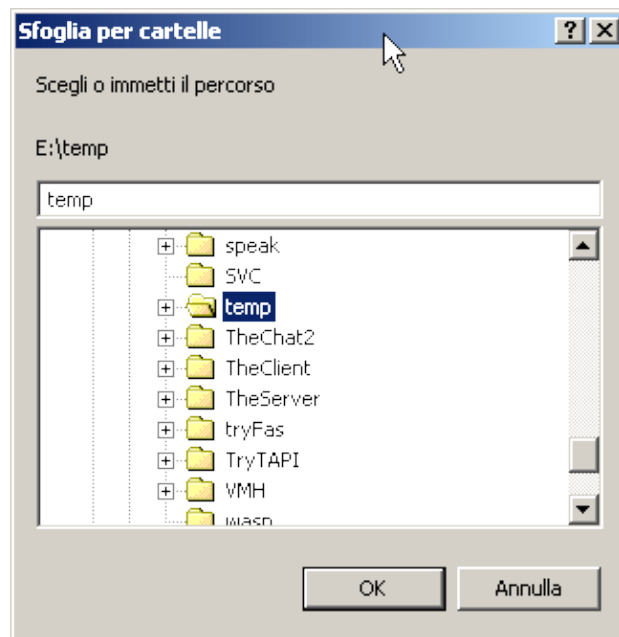 Sfoglia per cartelle
Scegli o immetti il percorso
E:\temp
temp
speak
SVC
temp
TheChat2
TheClient
TheServer
tryFas
TryTAPI
VMH
wasp
OK Annulla